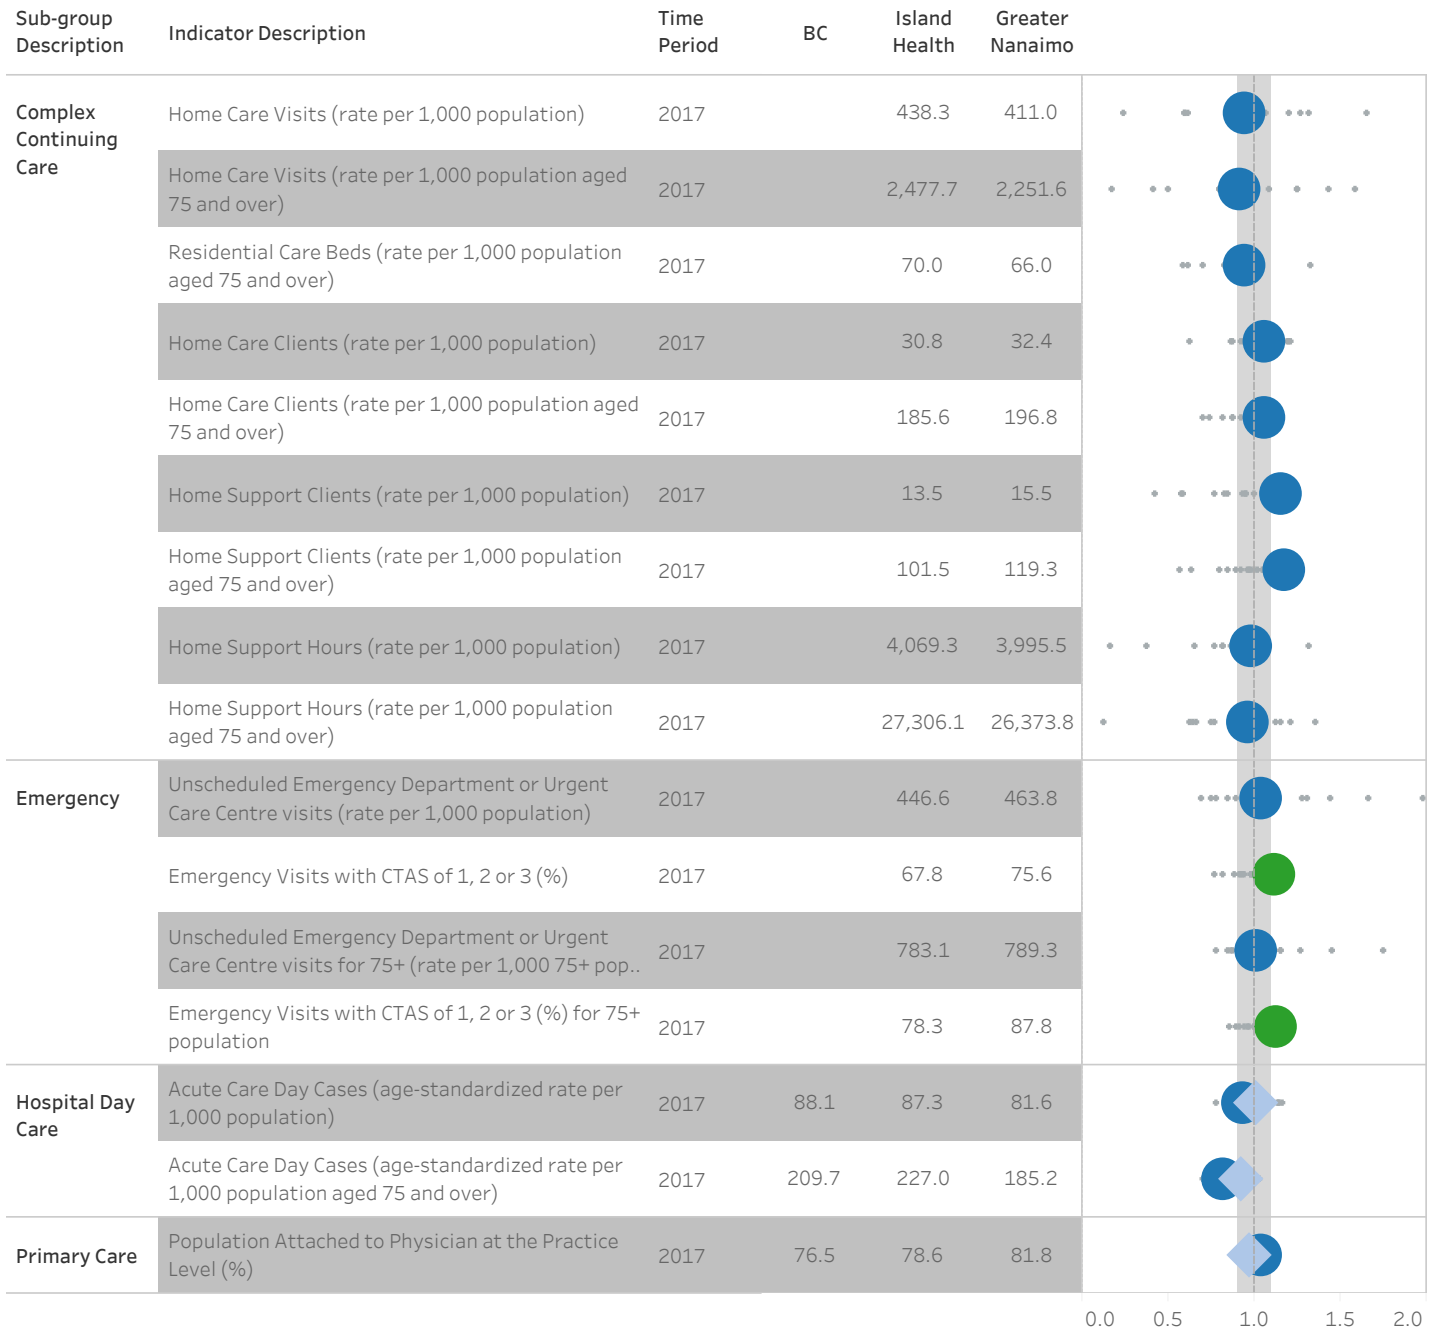 Sub-group
Description
Indicator Description
Time
Period
BC
Island
Health
Greater
Nanaimo
Complex
Continuing
Care
Home Care Visits (rate per 1,000 population)
2017
438.3
411.0
Home Care Visits (rate per 1,000 population aged
75 and over)
2017
2,477.7
2,251.6
Residential Care Beds (rate per 1,000 population
aged 75 and over)
2017
70.0
66.0
Home Care Clients (rate per 1,000 population)
2017
30.8
32.4
Home Care Clients (rate per 1,000 population aged
75 and over)
2017
185.6
196.8
Home Support Clients (rate per 1,000 population)
2017
13.5
15.5
Home Support Clients (rate per 1,000 population
aged 75 and over)
2017
101.5
119.3
Home Support Hours (rate per 1,000 population)
2017
4,069.3
3,995.5
Home Support Hours (rate per 1,000 population
aged 75 and over)
2017
27,306.1
26,373.8
Emergency
Unscheduled Emergency Department or Urgent
Care Centre visits (rate per 1,000 population)
2017
446.6
463.8
Emergency Visits with CTAS of 1, 2 or 3 (%)
2017
67.8
75.6
Unscheduled Emergency Department or Urgent
Care Centre visits for 75+ (rate per 1,000 75+ pop..
2017
783.1
789.3
Emergency Visits with CTAS of 1, 2 or 3 (%) for 75+
population
2017
78.3
87.8
Hospital Day
Care
Acute Care Day Cases (age-standardized rate per
1,000 population)
2017
88.1
87.3
81.6
Acute Care Day Cases (age-standardized rate per
1,000 population aged 75 and over)
2017
209.7
227.0
185.2
Primary Care
Population Attached to Physician at the Practice
Level (%)
2017
76.5
78.6
81.8
0.0 0.5 1.0 1.5 2.0